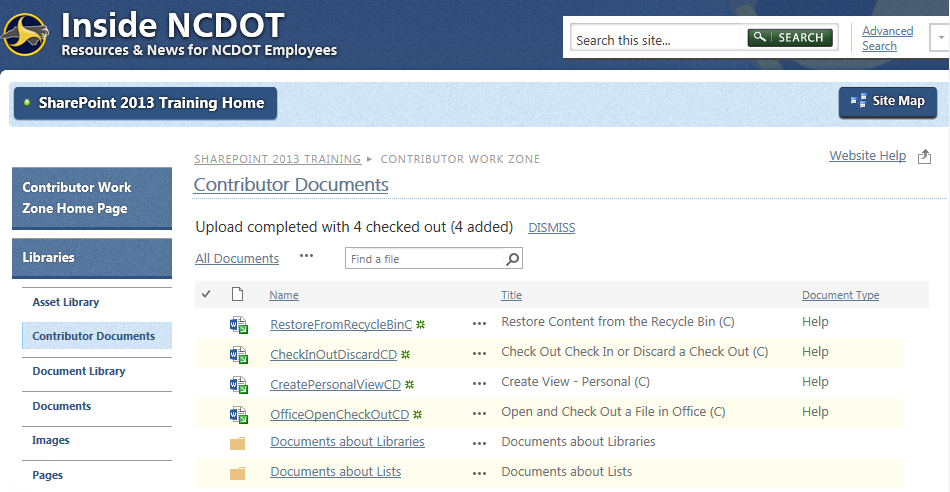 Inside NCDOT
Resources & News for NCDOT Employees
Search this site...
SEARCH
Advanced
Search
SharePoint 2013 Training Home
Site Map
SHAREPOINT 2013 TRAINING ▸ CONTRIBUTOR WORK ZONE
Website Help
Contributor Documents
Contributor Work
Zone Home Page
Libraries
Asset Library
Contributor Documents
Document Library
Documents
Images
Pages
Upload completed with 4 checked out (4 added) DISMISS
All Documents ··· Find a file
Name Title Document Type
RestoreFromRecycleBinC ··· Restore Content from the Recycle Bin (C) Help
CheckInOutDiscardCD ··· Check Out Check In or Discard a Check Out (C) Help
CreatePersonalViewCD ··· Create View - Personal (C) Help
OfficeOpenCheckOutCD ··· Open and Check Out a File in Office (C) Help
Documents about Libraries ··· Documents about Libraries
Documents about Lists ··· Documents about Lists